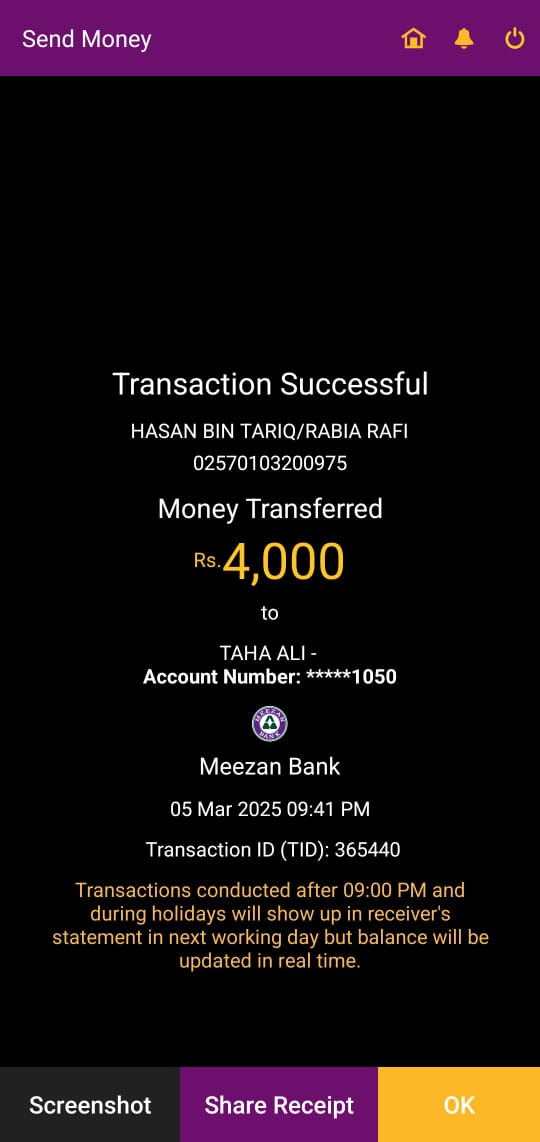 Send Money
Transaction Successful
HASAN BIN TARIQ/RABIA RAFI
02570103200975
Money Transferred
Rs.4,000
to
TAHA ALI -
Account Number: *****1050
MEEZAN BANK
Meezan Bank
05 Mar 2025 09:41 PM
Transaction ID (TID): 365440
Transactions conducted after 09:00 PM and
during holidays will show up in receiver's
statement in next working day but balance will be
updated in real time.
Screenshot
Share Receipt
OK